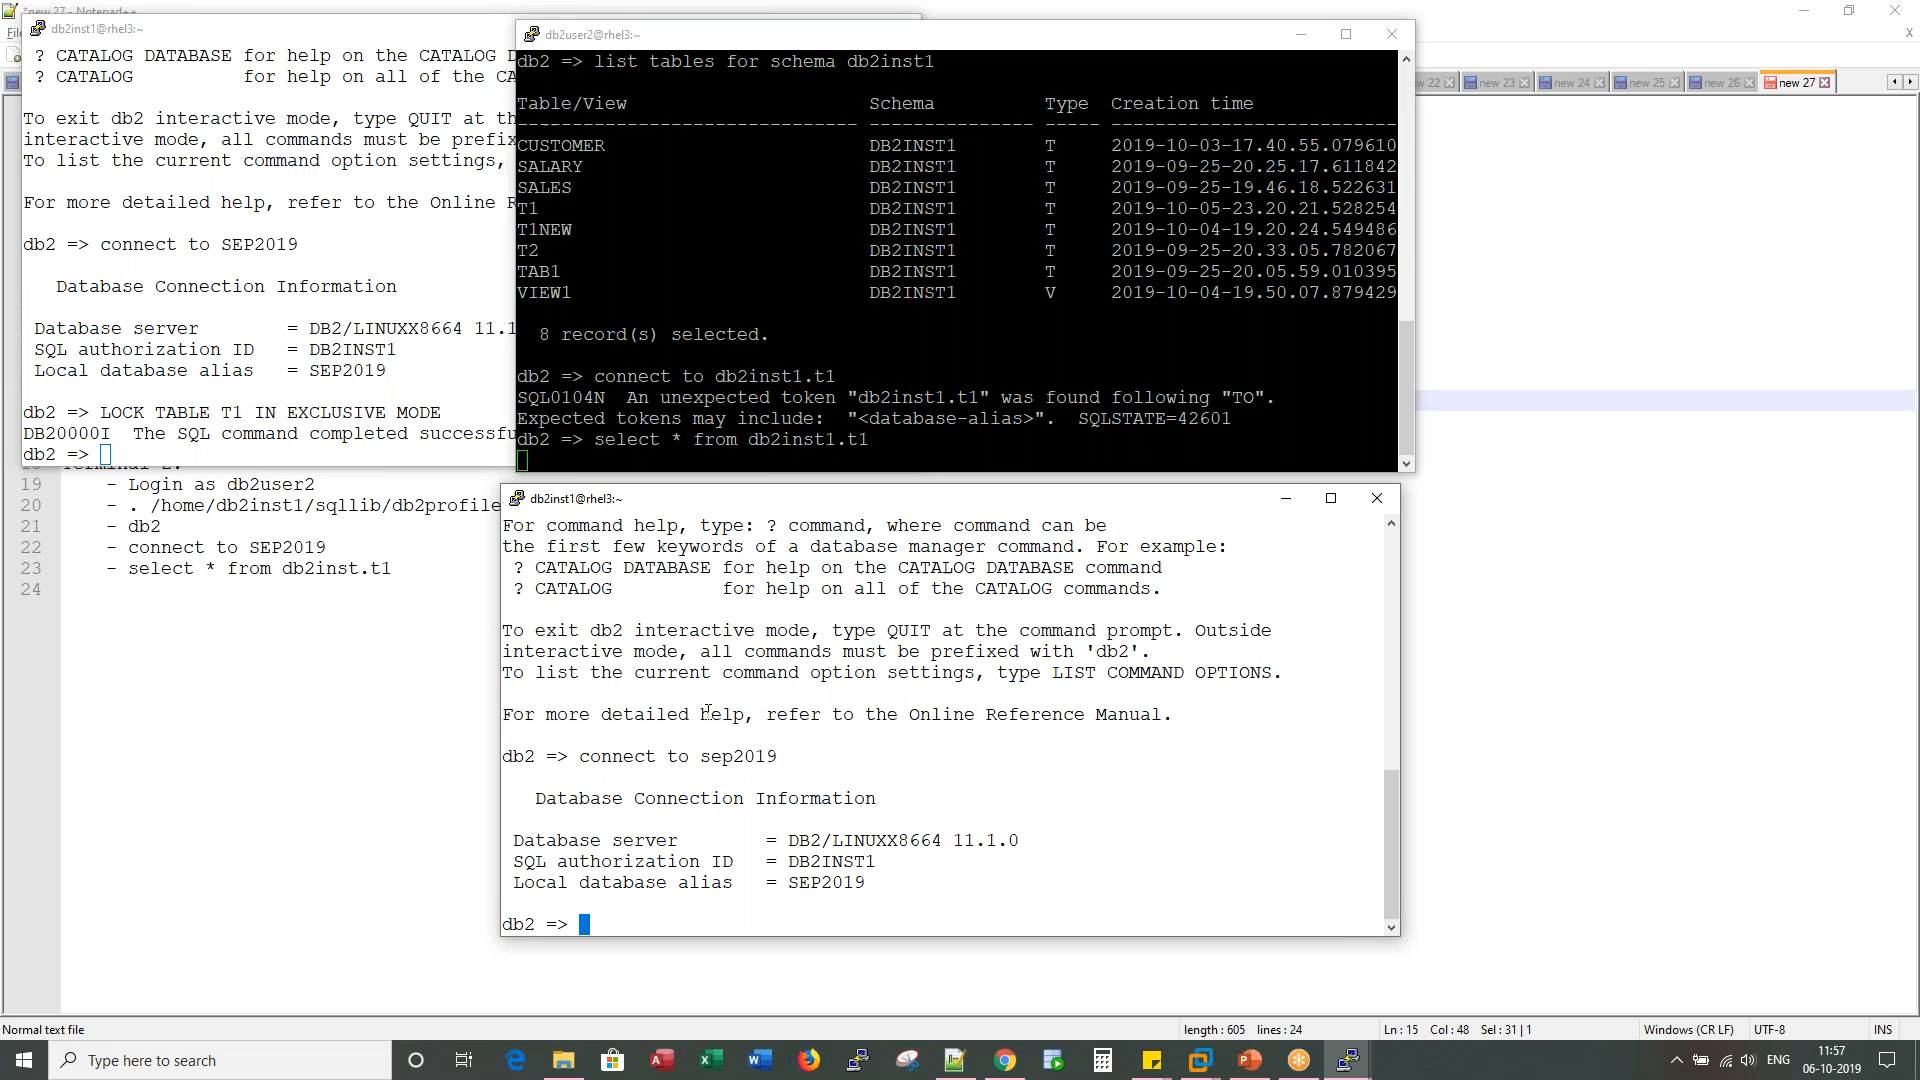 *new 27 - Notepad++
Fil
db2inst1@rhel3:~
? CATALOG DATABASE for help on the CATALOG D
? CATALOG          for help on all of the CA
To exit db2 interactive mode, type QUIT at th
interactive mode, all commands must be prefix
To list the current command option settings,
For more detailed help, refer to the Online R
db2 => connect to SEP2019
Database Connection Information
Database server        = DB2/LINUXX8664 11.1
SQL authorization ID   = DB2INST1
Local database alias   = SEP2019
db2 => LOCK TABLE T1 IN EXCLUSIVE MODE
DB20000I  The SQL command completed successfu
db2 =>
db2user2@rhel3:~
db2 => list tables for schema db2inst1
Table/View                      Schema          Type  Creation time
------------------------------- --------------- ----- --------------------------
CUSTOMER                        DB2INST1        T     2019-10-03-17.40.55.079610
SALARY                          DB2INST1        T     2019-09-25-20.25.17.611842
SALES                           DB2INST1        T     2019-09-25-19.46.18.522631
T1                              DB2INST1        T     2019-10-05-23.20.21.528254
T1NEW                           DB2INST1        T     2019-10-04-19.20.24.549486
T2                              DB2INST1        T     2019-09-25-20.33.05.782067
TAB1                            DB2INST1        T     2019-09-25-20.05.59.010395
VIEW1                           DB2INST1        V     2019-10-04-19.50.07.879429
8 record(s) selected.
db2 => connect to db2inst1.t1
SQL0104N  An unexpected token "db2inst1.t1" was found following "TO".
Expected tokens may include:  "<database-alias>".  SQLSTATE=42601
db2 => select * from db2inst1.t1
22 new 23 new 24 new 25 new 26 new 27
19 - Login as db2user2
20 - . /home/db2inst1/sqllib/db2profile
21 - db2
22 - connect to SEP2019
23 - select * from db2inst.t1
24
db2inst1@rhel3:~
For command help, type: ? command, where command can be
the first few keywords of a database manager command. For example:
? CATALOG DATABASE for help on the CATALOG DATABASE command
? CATALOG          for help on all of the CATALOG commands.
To exit db2 interactive mode, type QUIT at the command prompt. Outside
interactive mode, all commands must be prefixed with 'db2'.
To list the current command option settings, type LIST COMMAND OPTIONS.
For more detailed help, refer to the Online Reference Manual.
db2 => connect to sep2019
Database Connection Information
Database server        = DB2/LINUXX8664 11.1.0
SQL authorization ID   = DB2INST1
Local database alias   = SEP2019
db2 =>
Normal text file length : 605 lines : 24 Ln : 15 Col : 48 Sel : 31 | 1 Windows (CR LF) UTF-8 INS
Type here to search
ENG 11:57
06-10-2019